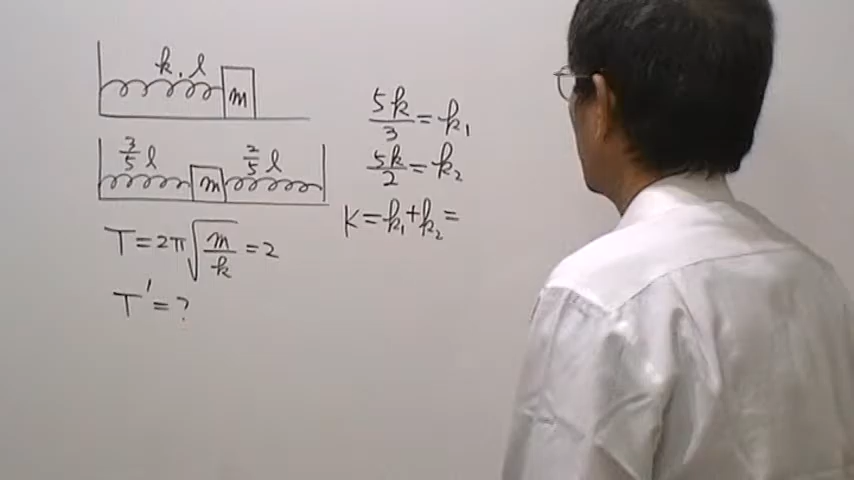 k, l
m
3/5 l
2/5 l
m
T = 2π√(m/k) = 2
T' = ?
5k/3 = k₁
5k/2 = k₂
K = k₁ + k₂ =